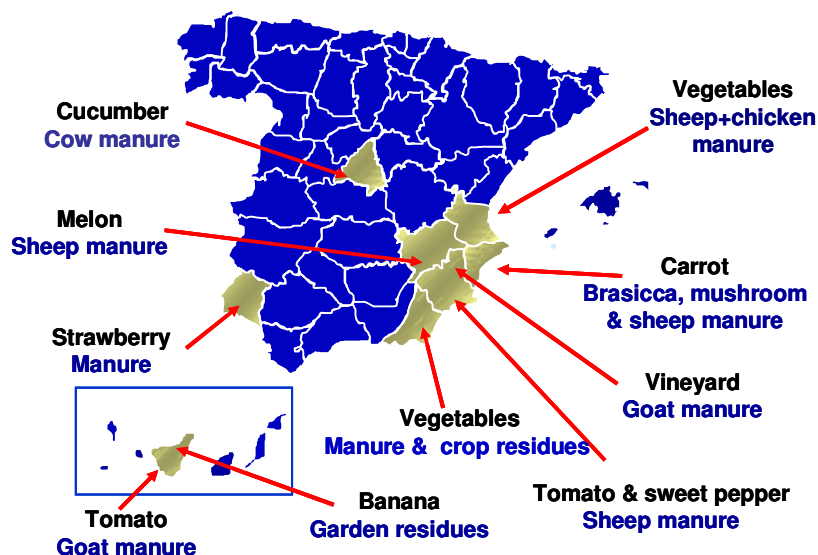 Cucumber
Cow manure
Vegetables
Sheep+chicken
manure
Melon
Sheep manure
Carrot
Brasicca, mushroom
& sheep manure
Strawberry
Manure
Vineyard
Goat manure
Vegetables
Manure & crop residues
Tomato & sweet pepper
Sheep manure
Banana
Garden residues
Tomato
Goat manure